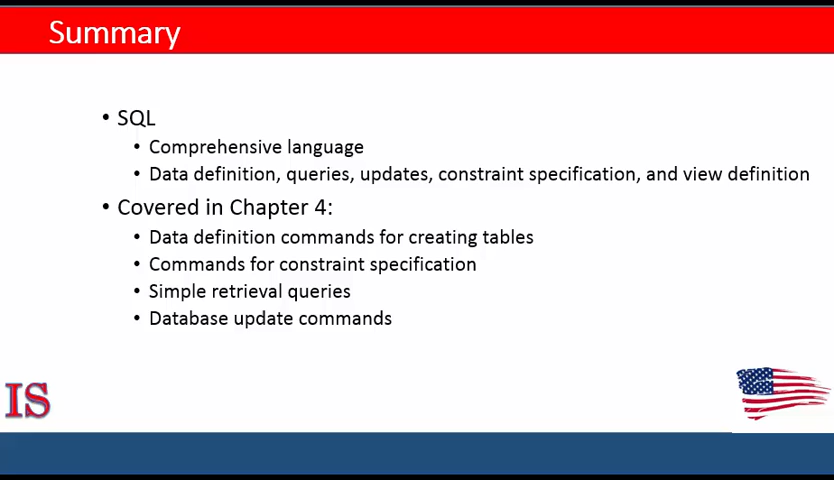 Summary
• SQL
• Comprehensive language
• Data definition, queries, updates, constraint specification, and view definition
• Covered in Chapter 4:
• Data definition commands for creating tables
• Commands for constraint specification
• Simple retrieval queries
• Database update commands
IS